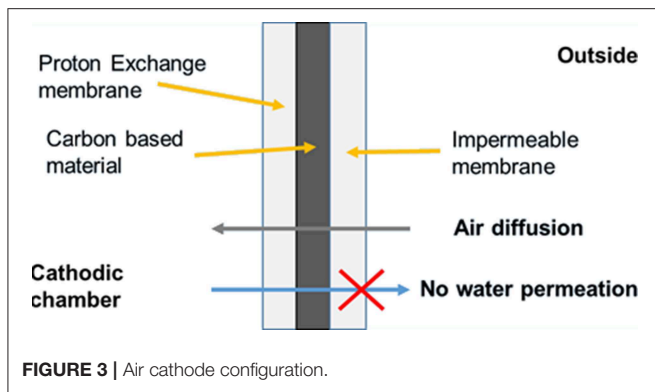 Proton Exchange
membrane
Outside
Carbon based
material
Impermeable
membrane
Air diffusion
Cathodic
chamber
No water permeation
FIGURE 3 | Air cathode configuration.